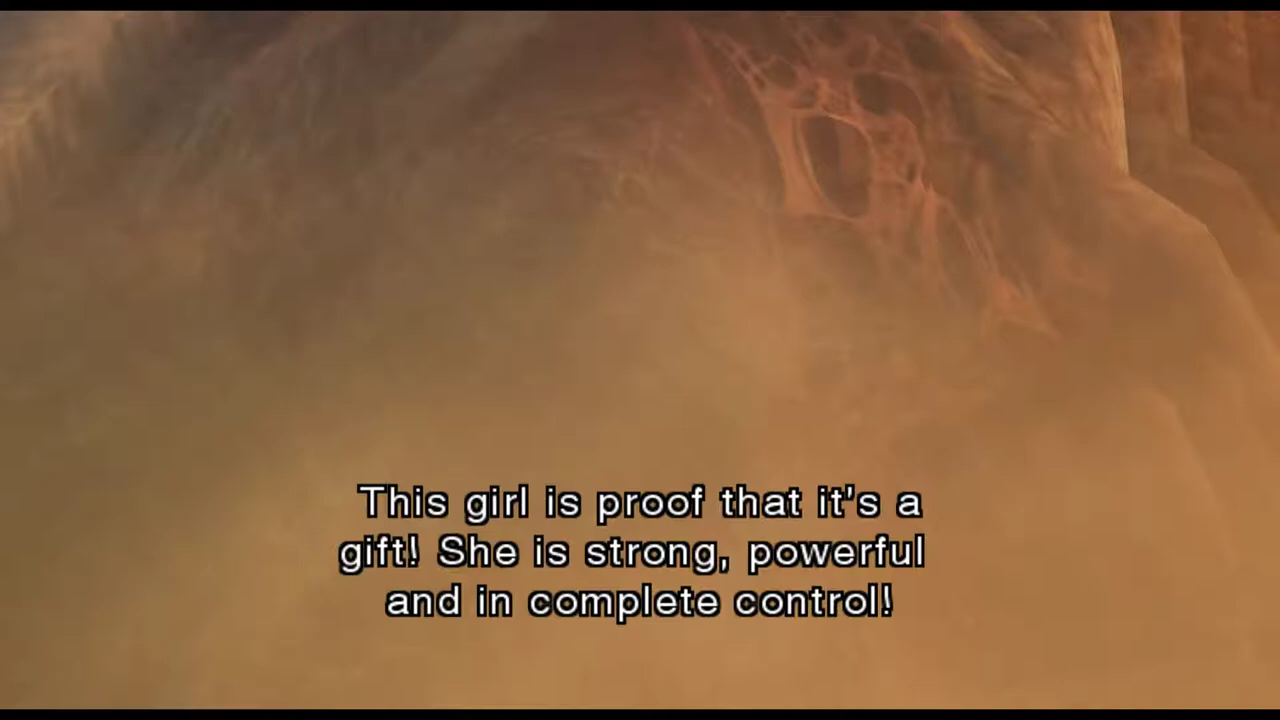 This girl is proof that it's a
gift! She is strong, powerful
and in complete control!